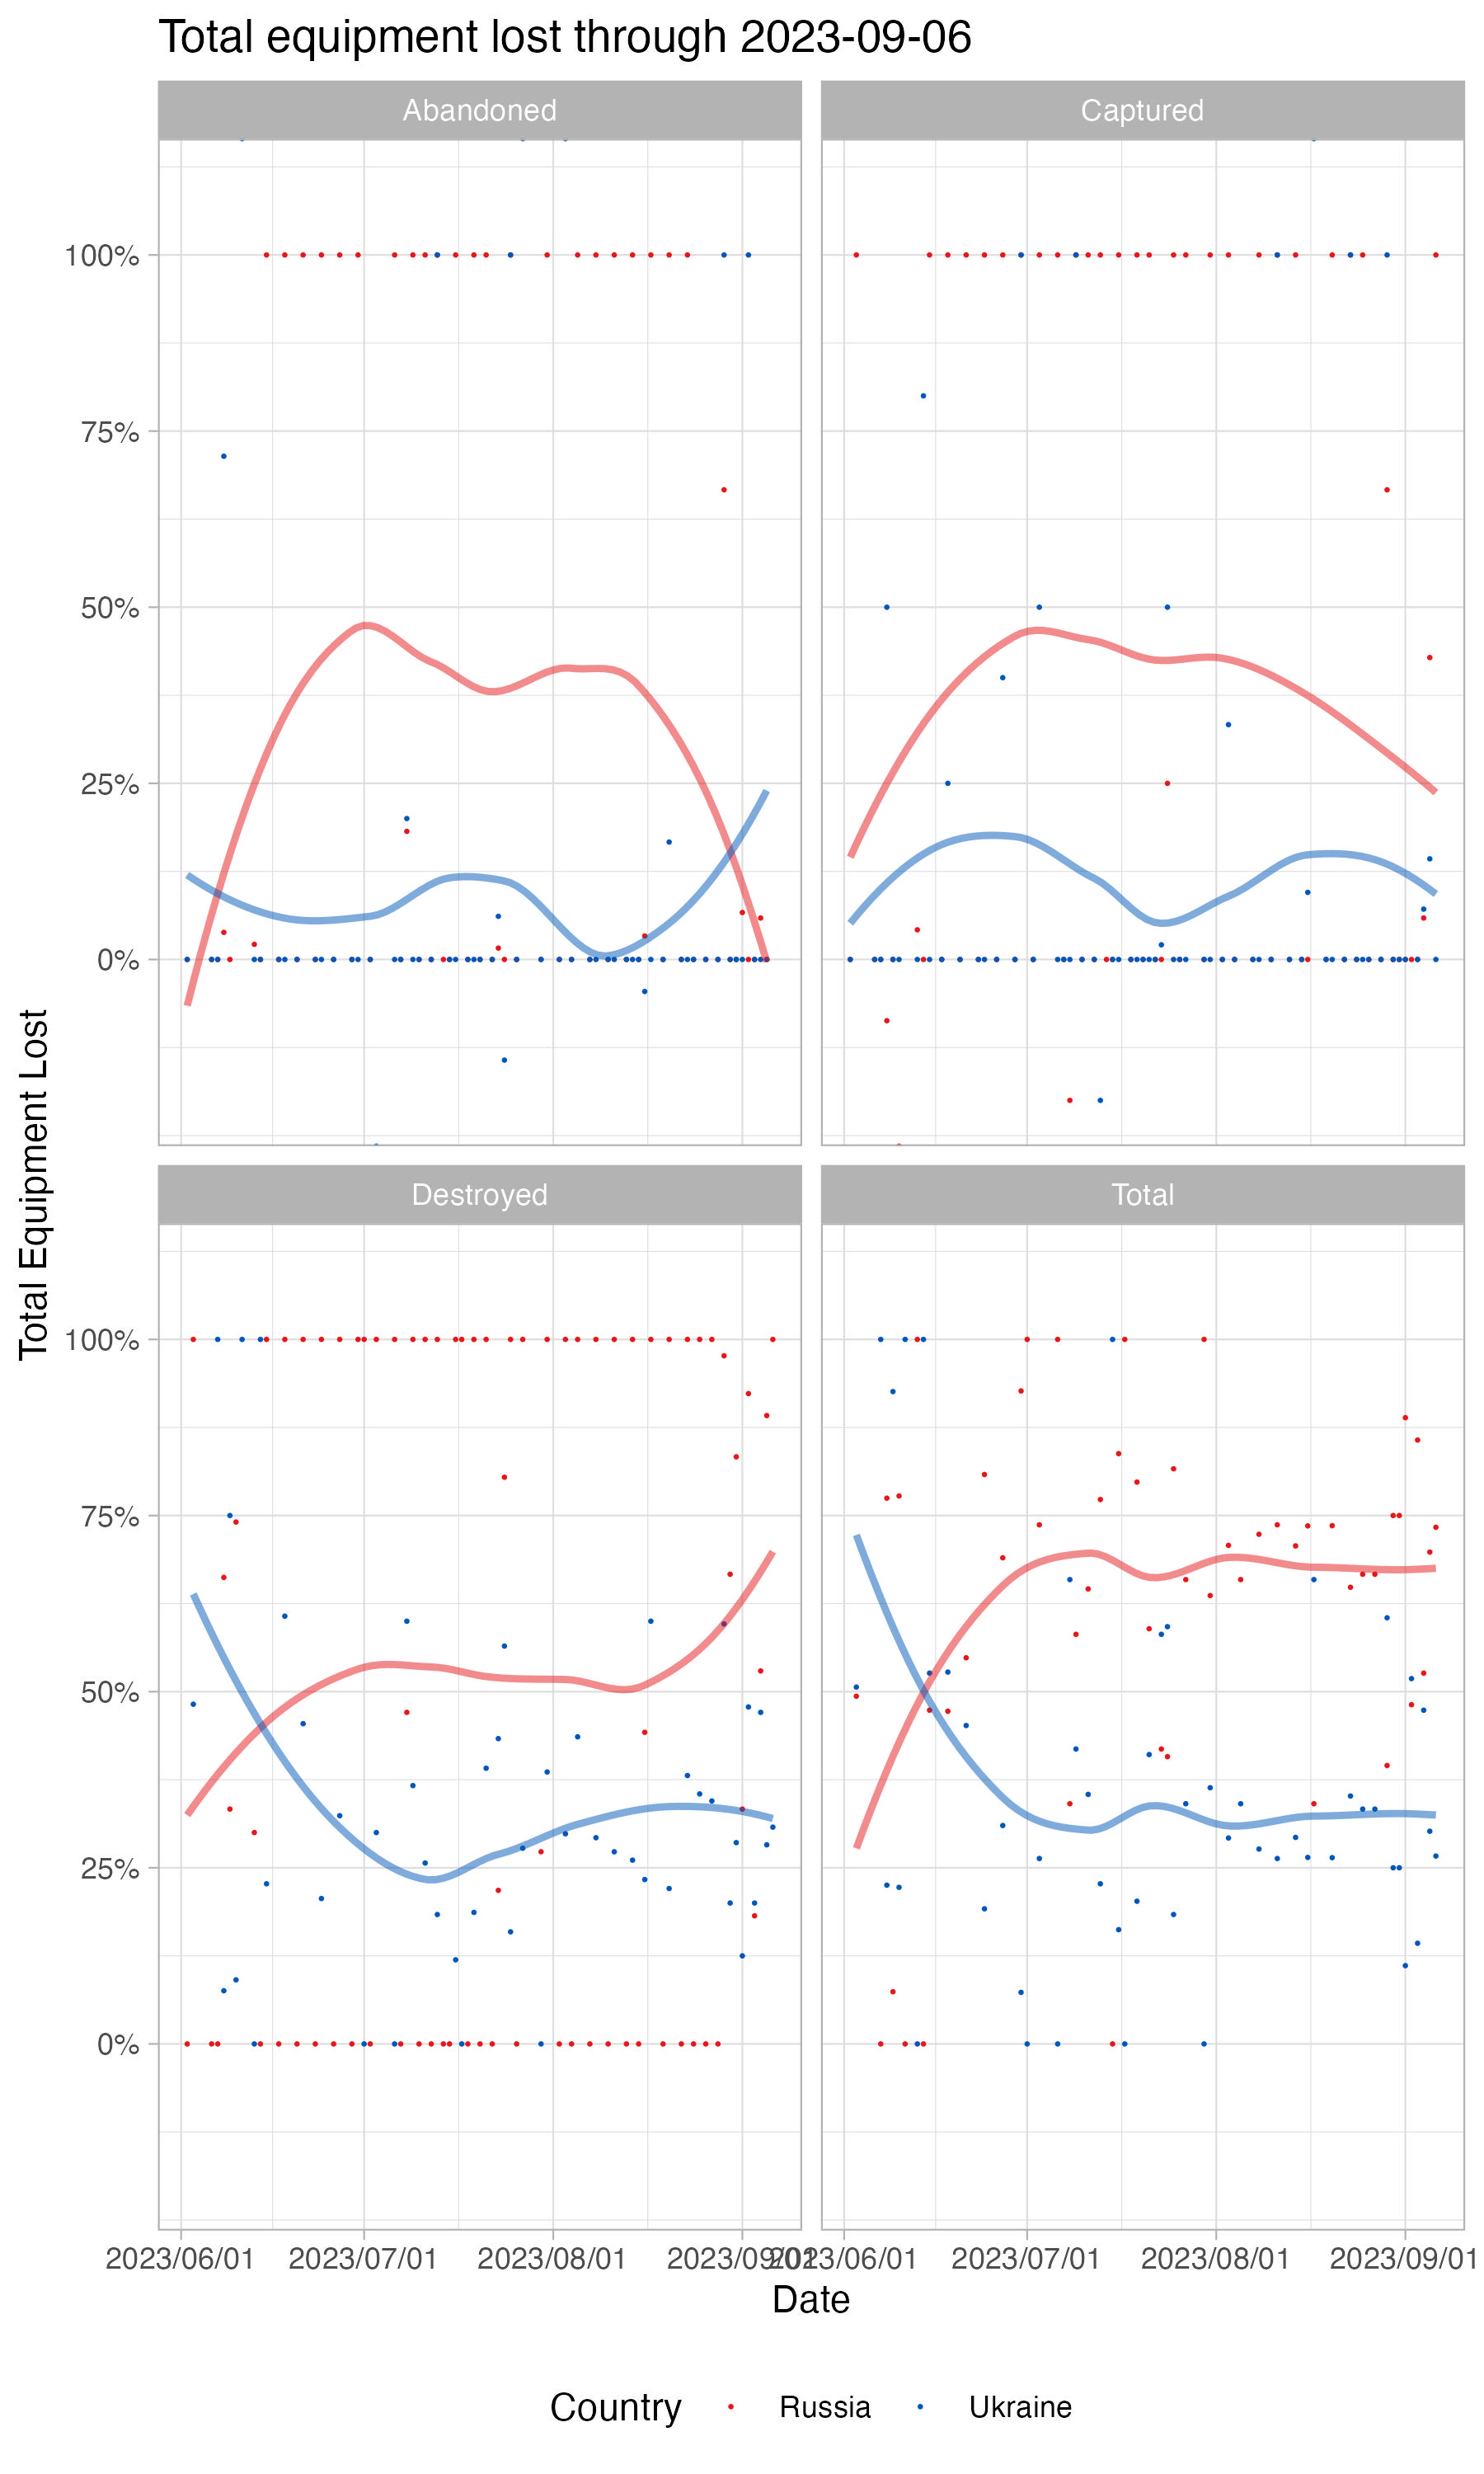 Total equipment lost through 2023-09-06
Abandoned
Captured
100%
75%
50%
25%
0%
Total Equipment Lost
Destroyed
Total
100%
75%
50%
25%
0%
2023/06/01 2023/07/01 2023/08/01 2023/09/01
2023/06/01 2023/07/01 2023/08/01 2023/09/01
Date
Country Russia Ukraine